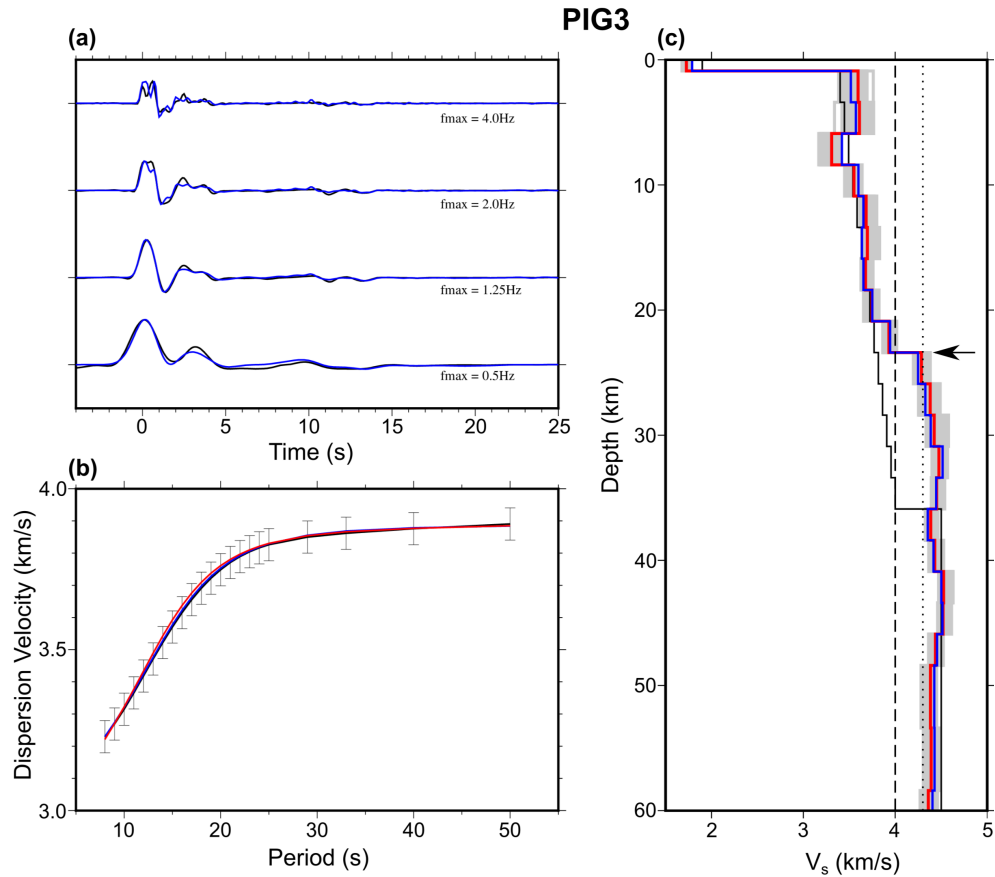 PIG3
(a)
fmax = 4.0Hz
fmax = 2.0Hz
fmax = 1.25Hz
fmax = 0.5Hz
0 5 10 15 20 25
Time (s)
(b)
4.0
3.5
3.0
Dispersion Velocity (km/s)
10 20 30 40 50
Period (s)
(c)
0
10
20
30
40
50
60
Depth (km)
2 3 4 5
Vs (km/s)